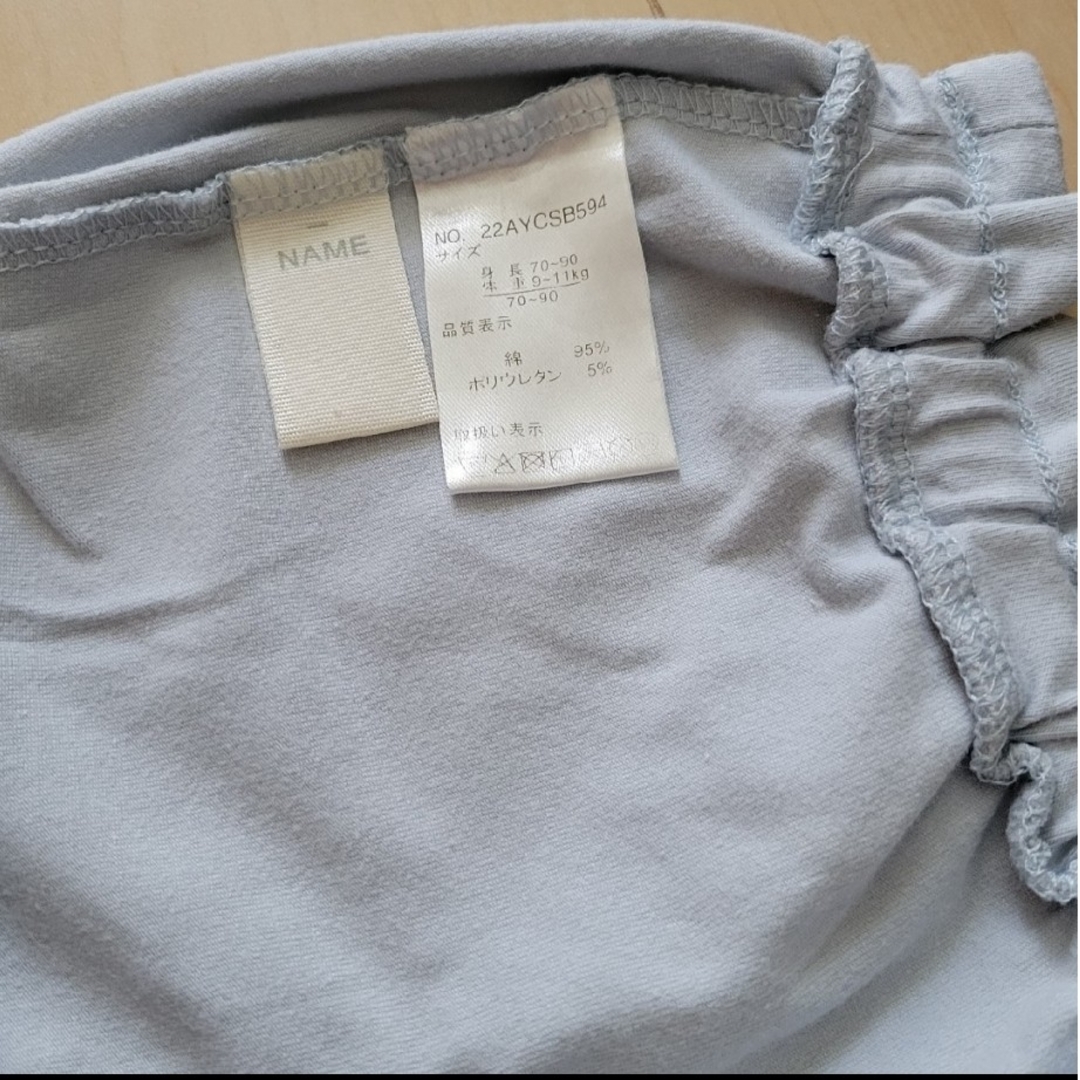 NAME
NO. 22AYCSB594
サイズ
身 長 70~90
体 重 9~11kg
70~90
品質表示
綿 95%
ポリウレタン 5%
取扱い表示